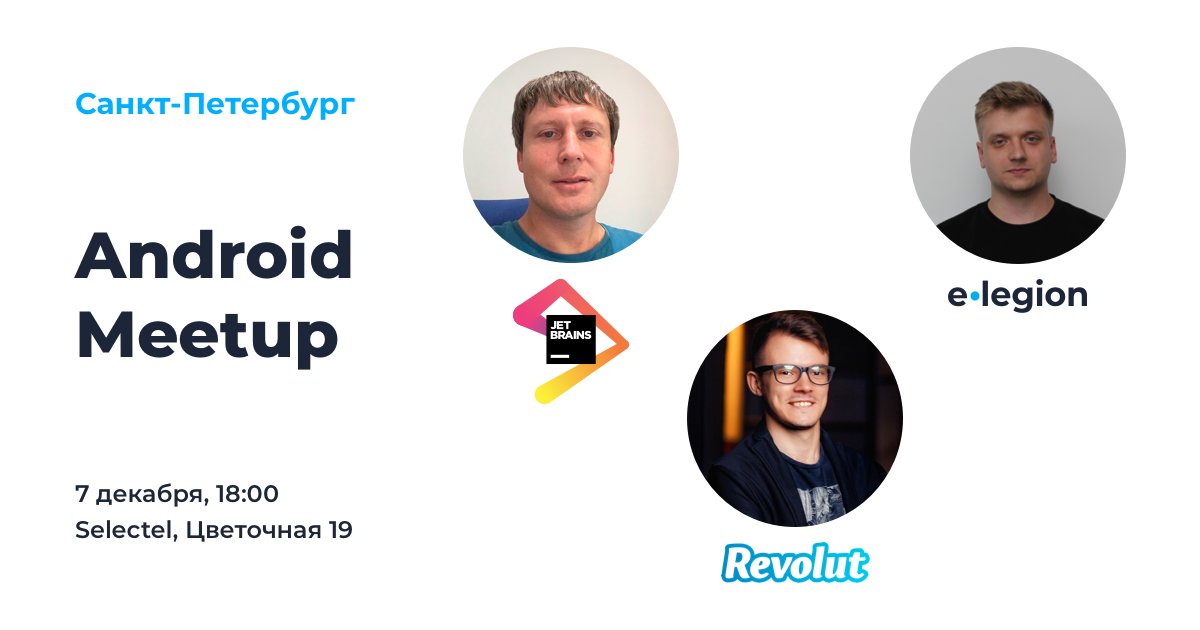 Санкт-Петербург
Android
Meetup
7 декабря, 18:00
Selectel, Цветочная 19
JET
BRAINS
e•legion
Revolut